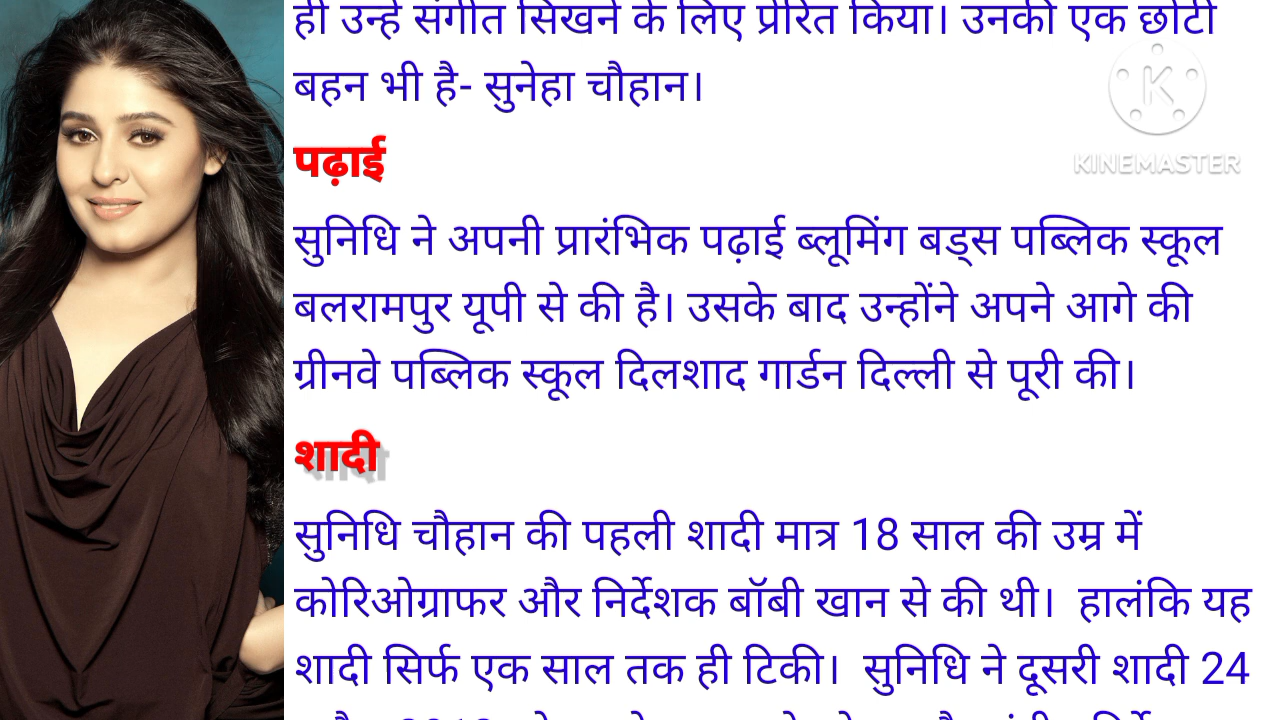 ही उन्हें संगीत सिखने के लिए प्रेरित किया। उनकी एक छोटी
बहन भी है- सुनेहा चौहान।
K
KINEMASTER
पढ़ाई
सुनिधि ने अपनी प्रारंभिक पढ़ाई ब्लूमिंग बड्स पब्लिक स्कूल
बलरामपुर यूपी से की है। उसके बाद उन्होंने अपने आगे की
ग्रीनवे पब्लिक स्कूल दिलशाद गार्डन दिल्ली से पूरी की।
शादी
सुनिधि चौहान की पहली शादी मात्र 18 साल की उम्र में
कोरिओग्राफर और निर्देशक बॉबी खान से की थी। हालंकि यह
शादी सिर्फ एक साल तक ही टिकी। सुनिधि ने दूसरी शादी 24